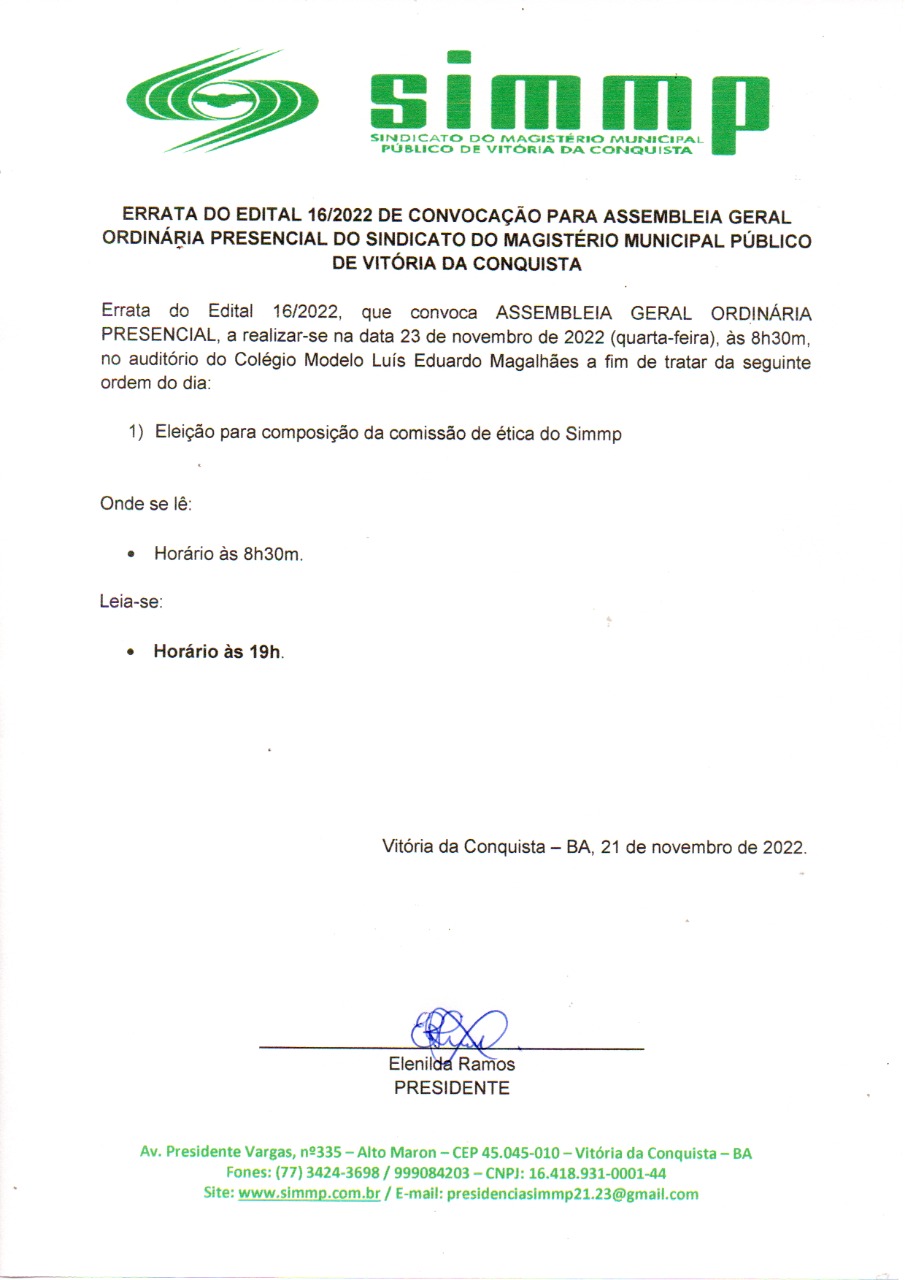 simmp
SINDICATO DO MAGISTÉRIO MUNICIPAL
PÚBLICO DE VITÓRIA DA CONQUISTA
ERRATA DO EDITAL 16/2022 DE CONVOCAÇÃO PARA ASSEMBLEIA GERAL
ORDINÁRIA PRESENCIAL DO SINDICATO DO MAGISTÉRIO MUNICIPAL PÚBLICO
DE VITÓRIA DA CONQUISTA
Errata do Edital 16/2022, que convoca ASSEMBLEIA GERAL ORDINÁRIA
PRESENCIAL, a realizar-se na data 23 de novembro de 2022 (quarta-feira), às 8h30m,
no auditório do Colégio Modelo Luís Eduardo Magalhães a fim de tratar da seguinte
ordem do dia:
1) Eleição para composição da comissão de ética do Simmp
Onde se lê:
• Horário às 8h30m.
Leia-se:
• Horário às 19h.
Vitória da Conquista – BA, 21 de novembro de 2022.
Elenilda Ramos
PRESIDENTE
Av. Presidente Vargas, nº335 – Alto Maron – CEP 45.045-010 – Vitória da Conquista – BA
Fones: (77) 3424-3698 / 999084203 – CNPJ: 16.418.931-0001-44
Site: www.simmp.com.br / E-mail: presidenciasimmp21.23@gmail.com